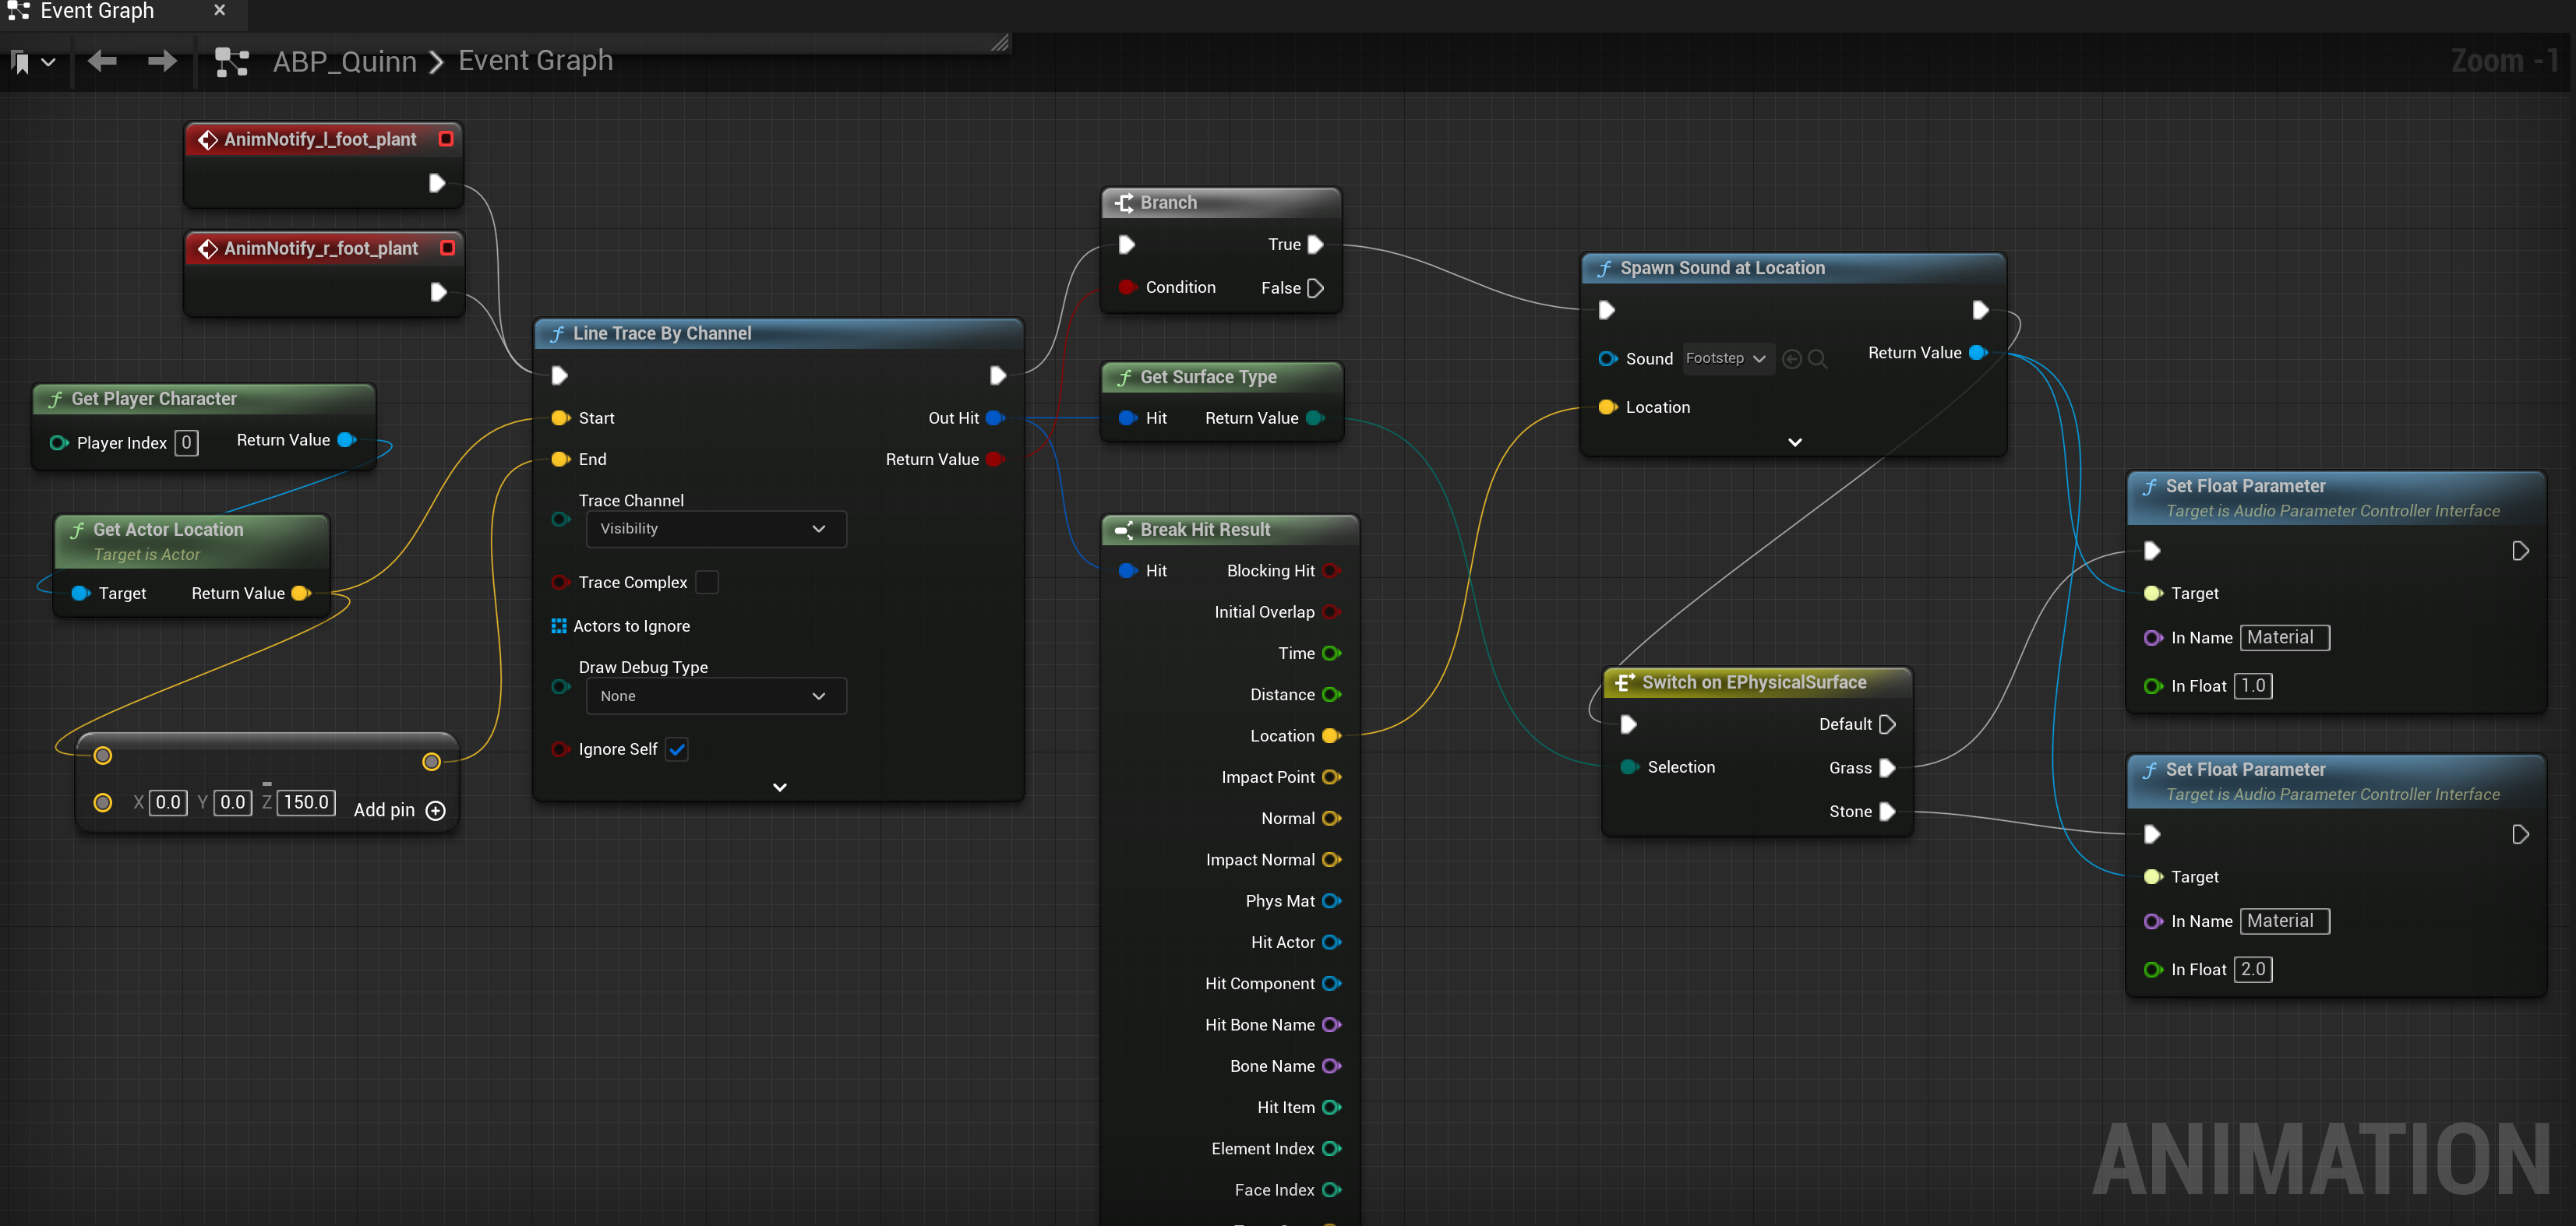 Event Graph
ABP_Quinn > Event Graph
Zoom -1
AnimNotify_l_foot_plant
AnimNotify_r_foot_plant
Get Player Character
Player Index 0
Return Value
Get Actor Location
Target is Actor
Target
Return Value
X 0.0 Y 0.0 Z 150.0
Add pin
Line Trace By Channel
Start
End
Out Hit
Return Value
Trace Channel
Visibility
Trace Complex
Actors to Ignore
Draw Debug Type
None
Ignore Self
Branch
True
Condition
False
Get Surface Type
Hit
Return Value
Break Hit Result
Hit
Blocking Hit
Initial Overlap
Time
Distance
Location
Impact Point
Normal
Impact Normal
Phys Mat
Hit Actor
Hit Component
Hit Bone Name
Bone Name
Hit Item
Element Index
Face Index
Spawn Sound at Location
Sound Footstep
Return Value
Location
Switch on EPhysicalSurface
Default
Selection
Grass
Stone
Set Float Parameter
Target is Audio Parameter Controller Interface
Target
In Name Material
In Float 1.0
Set Float Parameter
Target is Audio Parameter Controller Interface
Target
In Name Material
In Float 2.0
ANIMATION